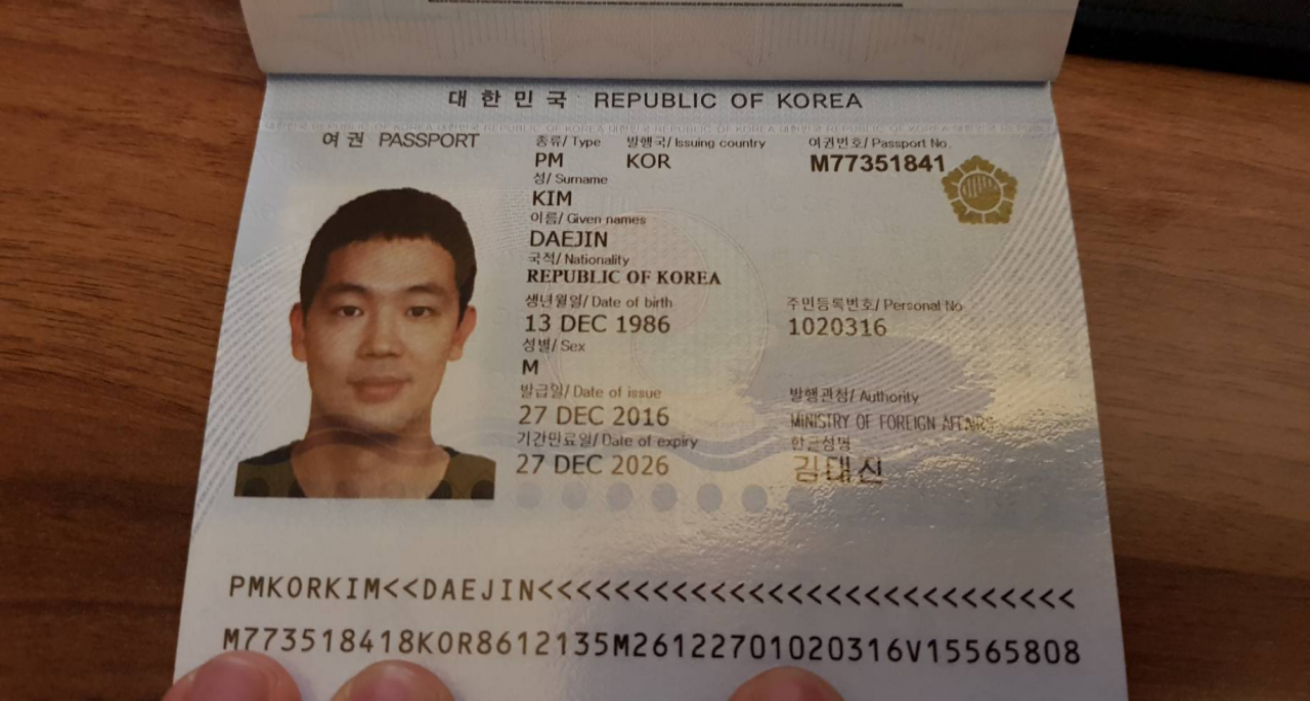 대한민국 REPUBLIC OF KOREA
여권 PASSPORT
종류/ Type 발행국/ Issuing country 여권번호/ Passport No.
PM KOR M77351841
성/ Surname
KIM
이름/ Given names
DAEJIN
국적/ Nationality
REPUBLIC OF KOREA
생년월일/ Date of birth 주민등록번호/ Personal No
13 DEC 1986 1020316
성별/ Sex
M
발급일/ Date of issue 발행관청/ Authority
27 DEC 2016 MINISTRY OF FOREIGN AFFAIRS
기간만료일/ Date of expiry 한글성명
27 DEC 2026 김대진
PMKORKIM<<DAEJIN<<<<<<<<<<<<<<<<<<<<<<<<<<<<
M773518418KOR8612135M26122701020316V15565808